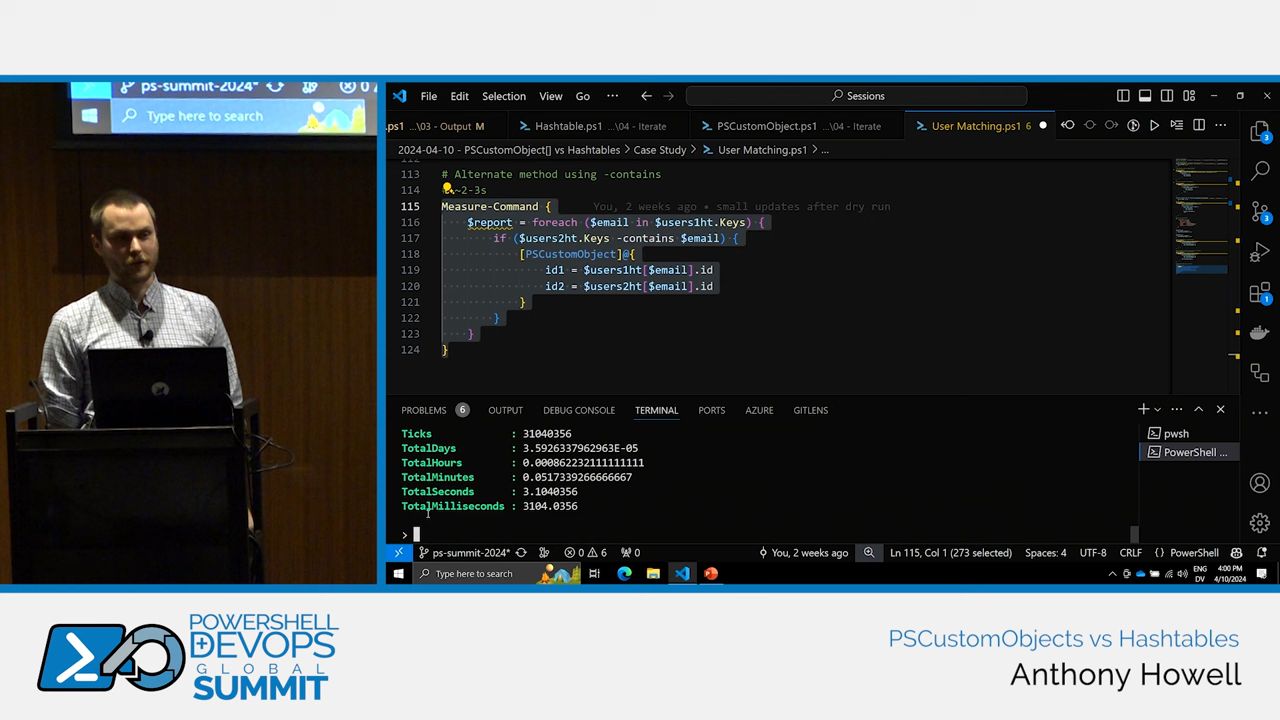 ps-summit-2024*
Type here to search
File Edit Selection View Go ... Sessions
.ps1 ...\03 - Output M Hashtable.ps1 ...\04 - Iterate PSCustomObject.ps1 ...\04 - Iterate User Matching.ps1 6
2024-04-10 - PSCustomObject[] vs Hashtables > Case Study > User Matching.ps1 > ...
113 # Alternate method using -contains
114 ~2-3s
115 Measure-Command { You, 2 weeks ago • small updates after dry run
116 $report = foreach ($email in $users1ht.Keys) {
117 if ($users2ht.Keys -contains $email) {
118 [PSCustomObject]@{
119 id1 = $users1ht[$email].id
120 id2 = $users2ht[$email].id
121 }
122 }
123 }
124 }
PROBLEMS 6 OUTPUT DEBUG CONSOLE TERMINAL PORTS AZURE GITLENS
Ticks : 31040356
TotalDays : 3.5926337962963E-05
TotalHours : 0.000862232111111111
TotalMinutes : 0.0517339266666667
TotalSeconds : 3.1040356
TotalMilliseconds : 3104.0356
>
pwsh
PowerShell ...
3
3
1
ps-summit-2024* 0 6 0 You, 2 weeks ago Ln 115, Col 1 (273 selected) Spaces: 4 UTF-8 CRLF {} PowerShell
Type here to search
ENG
DV
4:00 PM
4/10/2024
POWERSHELL
DEVOPS
GLOBAL
SUMMIT
PSCustomObjects vs Hashtables
Anthony Howell